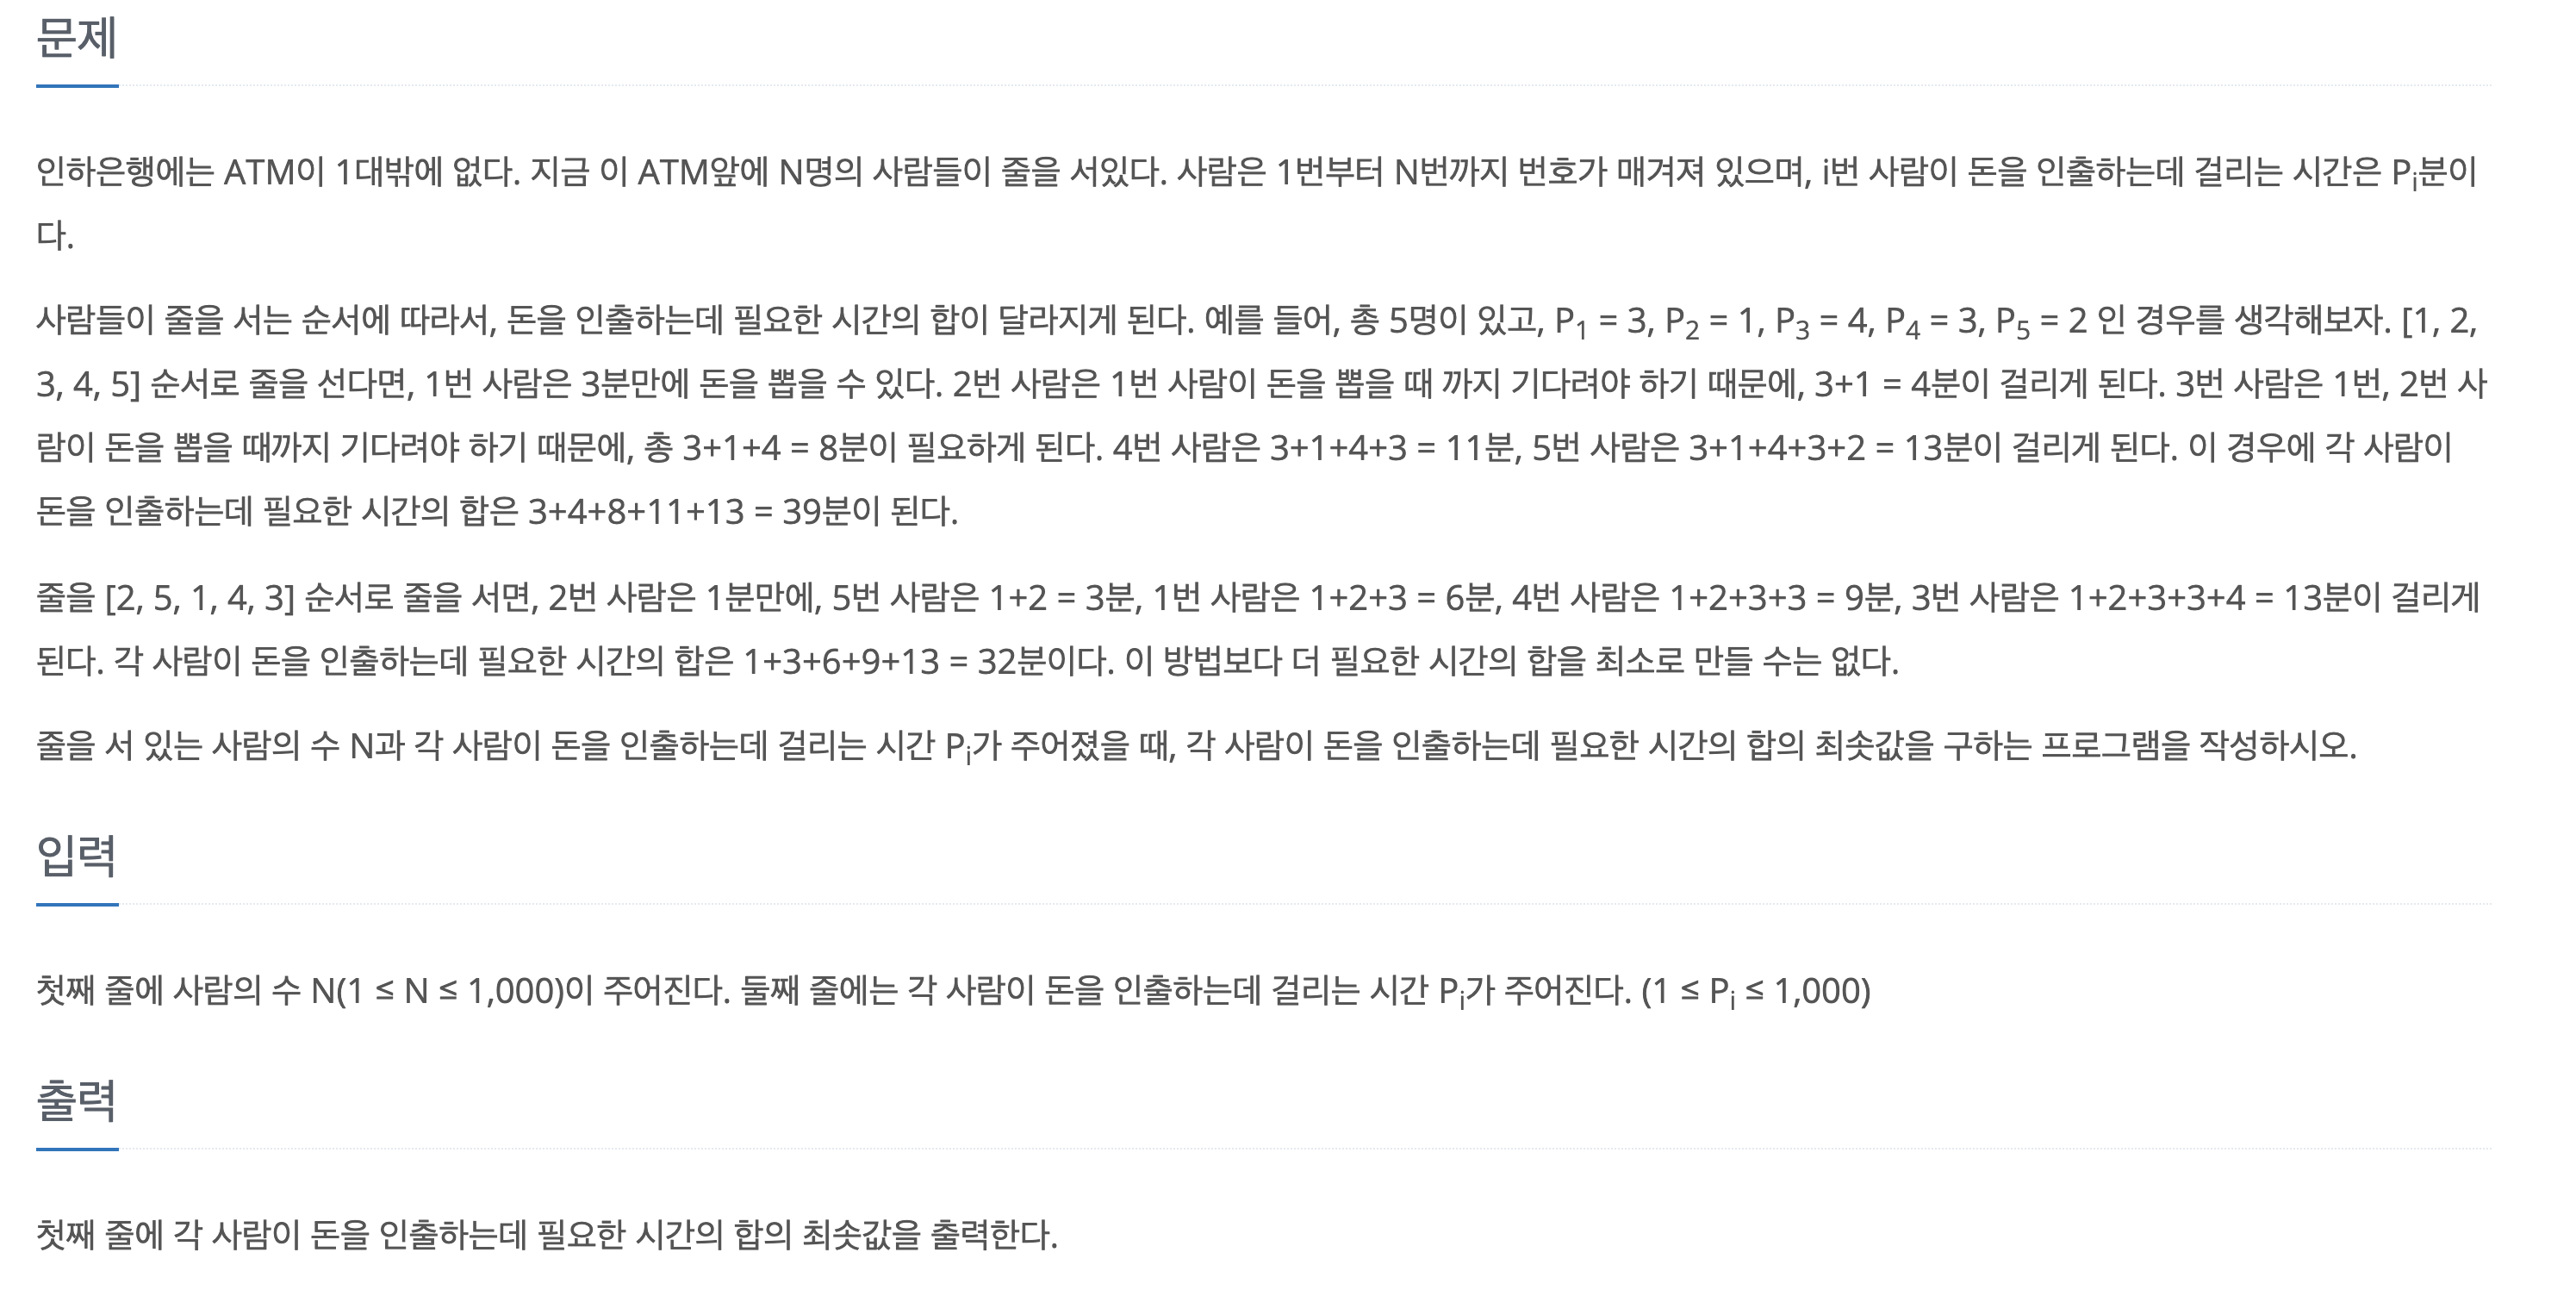 문제
인하은행에는 ATM이 1대밖에 없다. 지금 이 ATM앞에 N명의 사람들이 줄을 서있다. 사람은 1번부터 N번까지 번호가 매겨져 있으며, i번 사람이 돈을 인출하는데 걸리는 시간은 Pi분이
다.
사람들이 줄을 서는 순서에 따라서, 돈을 인출하는데 필요한 시간의 합이 달라지게 된다. 예를 들어, 총 5명이 있고, P1 = 3, P2 = 1, P3 = 4, P4 = 3, P5 = 2 인 경우를 생각해보자. [1, 2,
3, 4, 5] 순서로 줄을 선다면, 1번 사람은 3분만에 돈을 뽑을 수 있다. 2번 사람은 1번 사람이 돈을 뽑을 때 까지 기다려야 하기 때문에, 3+1 = 4분이 걸리게 된다. 3번 사람은 1번, 2번 사
람이 돈을 뽑을 때까지 기다려야 하기 때문에, 총 3+1+4 = 8분이 필요하게 된다. 4번 사람은 3+1+4+3 = 11분, 5번 사람은 3+1+4+3+2 = 13분이 걸리게 된다. 이 경우에 각 사람이
돈을 인출하는데 필요한 시간의 합은 3+4+8+11+13 = 39분이 된다.
줄을 [2, 5, 1, 4, 3] 순서로 줄을 서면, 2번 사람은 1분만에, 5번 사람은 1+2 = 3분, 1번 사람은 1+2+3 = 6분, 4번 사람은 1+2+3+3 = 9분, 3번 사람은 1+2+3+3+4 = 13분이 걸리게
된다. 각 사람이 돈을 인출하는데 필요한 시간의 합은 1+3+6+9+13 = 32분이다. 이 방법보다 더 필요한 시간의 합을 최소로 만들 수는 없다.
줄을 서 있는 사람의 수 N과 각 사람이 돈을 인출하는데 걸리는 시간 Pi가 주어졌을 때, 각 사람이 돈을 인출하는데 필요한 시간의 합의 최솟값을 구하는 프로그램을 작성하시오.
입력
첫째 줄에 사람의 수 N(1 ≤ N ≤ 1,000)이 주어진다. 둘째 줄에는 각 사람이 돈을 인출하는데 걸리는 시간 Pi가 주어진다. (1 ≤ Pi ≤ 1,000)
출력
첫째 줄에 각 사람이 돈을 인출하는데 필요한 시간의 합의 최솟값을 출력한다.